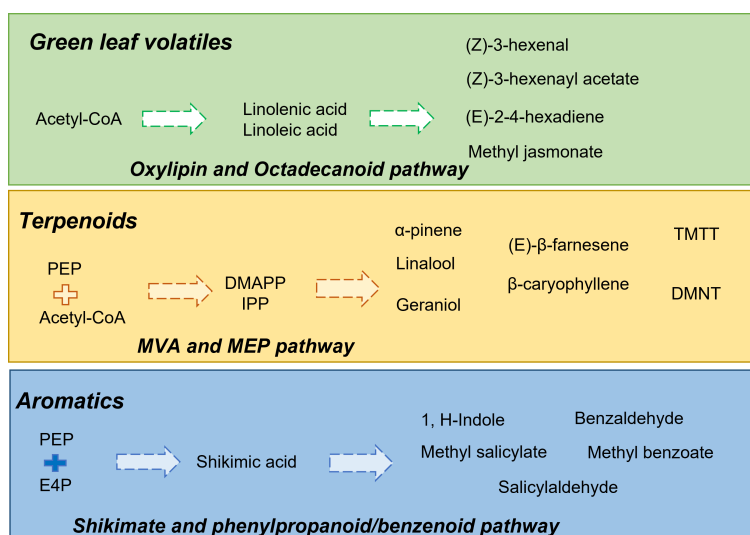 Green leaf volatiles
Acetyl-CoA
Linolenic acid
Linoleic acid
(Z)-3-hexenal
(Z)-3-hexenayl acetate
(E)-2-4-hexadiene
Methyl jasmonate
Oxylipin and Octadecanoid pathway
Terpenoids
PEP
Acetyl-CoA
DMAPP
IPP
α-pinene
Linalool
Geraniol
(E)-β-farnesene
β-caryophyllene
TMTT
DMNT
MVA and MEP pathway
Aromatics
PEP
E4P
Shikimic acid
1, H-Indole
Benzaldehyde
Methyl salicylate
Methyl benzoate
Salicylaldehyde
Shikimate and phenylpropanoid/benzenoid pathway